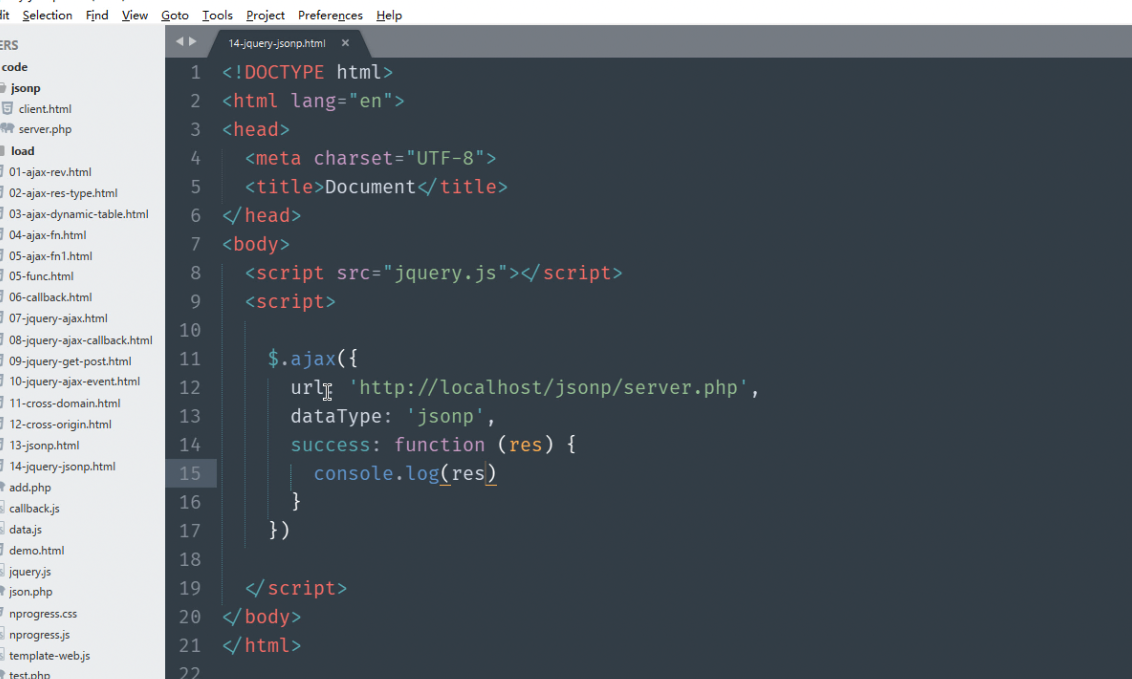 dit Selection Find View Goto Tools Project Preferences Help
ERS
code
jsonp
client.html
server.php
load
01-ajax-rev.html
02-ajax-res-type.html
03-ajax-dynamic-table.html
04-ajax-fn.html
05-ajax-fn1.html
05-func.html
06-callback.html
07-jquery-ajax.html
08-jquery-ajax-callback.html
09-jquery-get-post.html
10-jquery-ajax-event.html
11-cross-domain.html
12-cross-origin.html
13-jsonp.html
14-jquery-jsonp.html
add.php
callback.js
data.js
demo.html
jquery.js
json.php
nprogress.css
nprogress.js
template-web.js
test.php
14-jquery-jsonp.html ×
1 <!DOCTYPE html>
2 <html lang="en">
3 <head>
4 <meta charset="UTF-8">
5 <title>Document</title>
6 </head>
7 <body>
8 <script src="jquery.js"></script>
9 <script>
10
11 $.ajax({
12 url: 'http://localhost/jsonp/server.php',
13 dataType: 'jsonp',
14 success: function (res) {
15 console.log(res)
16 }
17 })
18
19 </script>
20 </body>
21 </html>
22